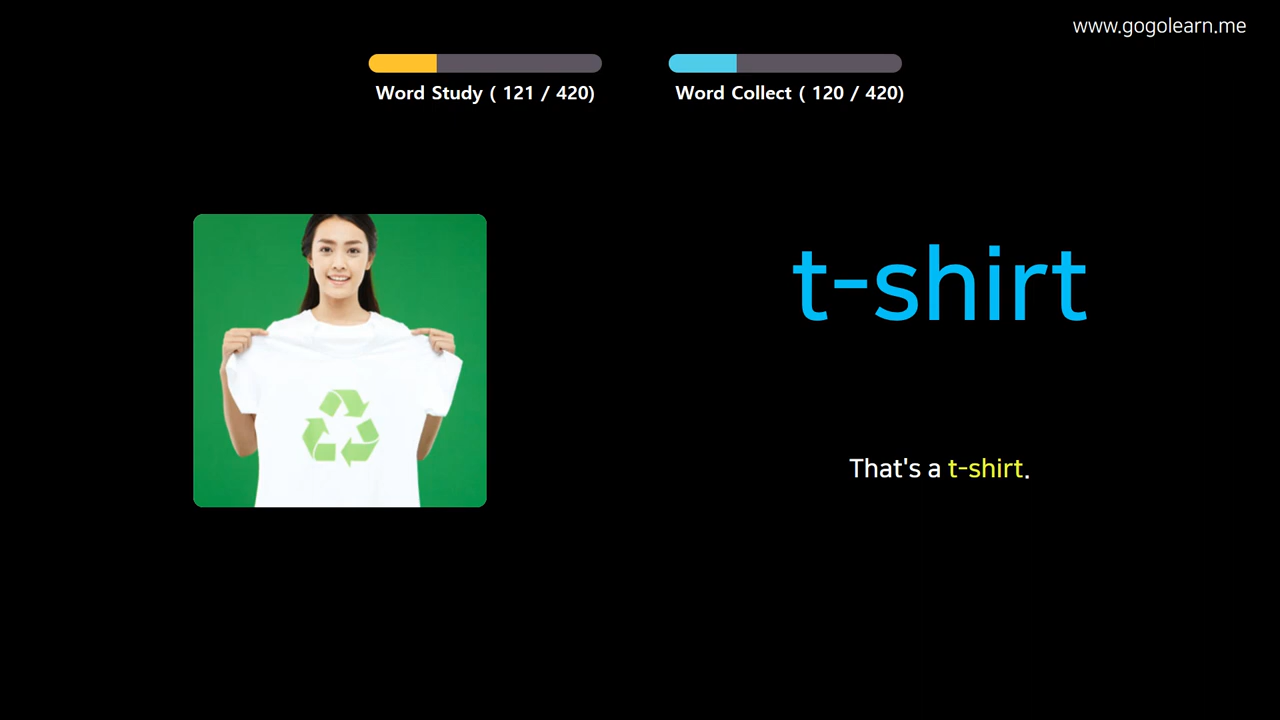 www.gogolearn.me
Word Study ( 121 / 420)
Word Collect ( 120 / 420)
t-shirt
That's a t-shirt.